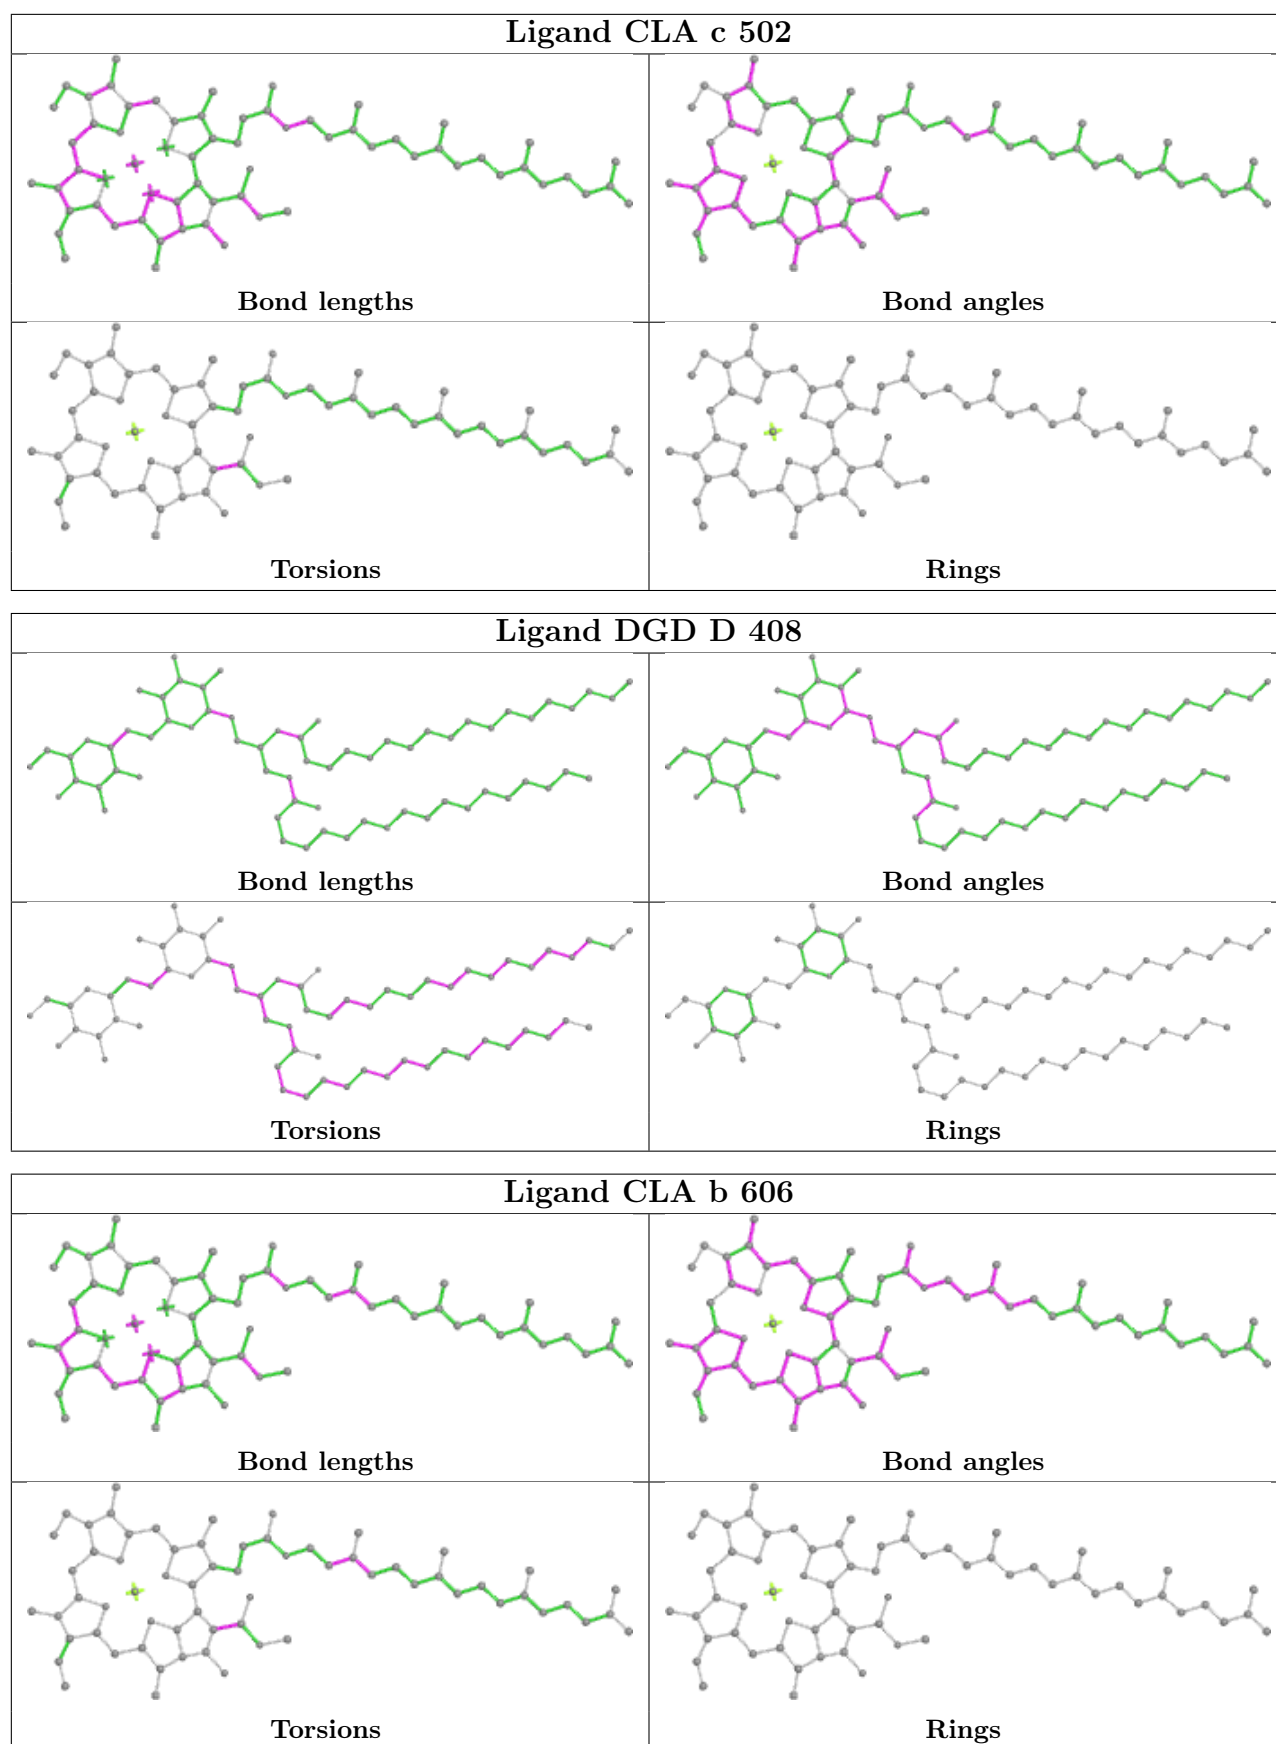 Ligand CLA c 502
Bond lengths
Bond angles
Torsions
Rings
Ligand DGD D 408
Bond lengths
Bond angles
Torsions
Rings
Ligand CLA b 606
Bond lengths
Bond angles
Torsions
Rings